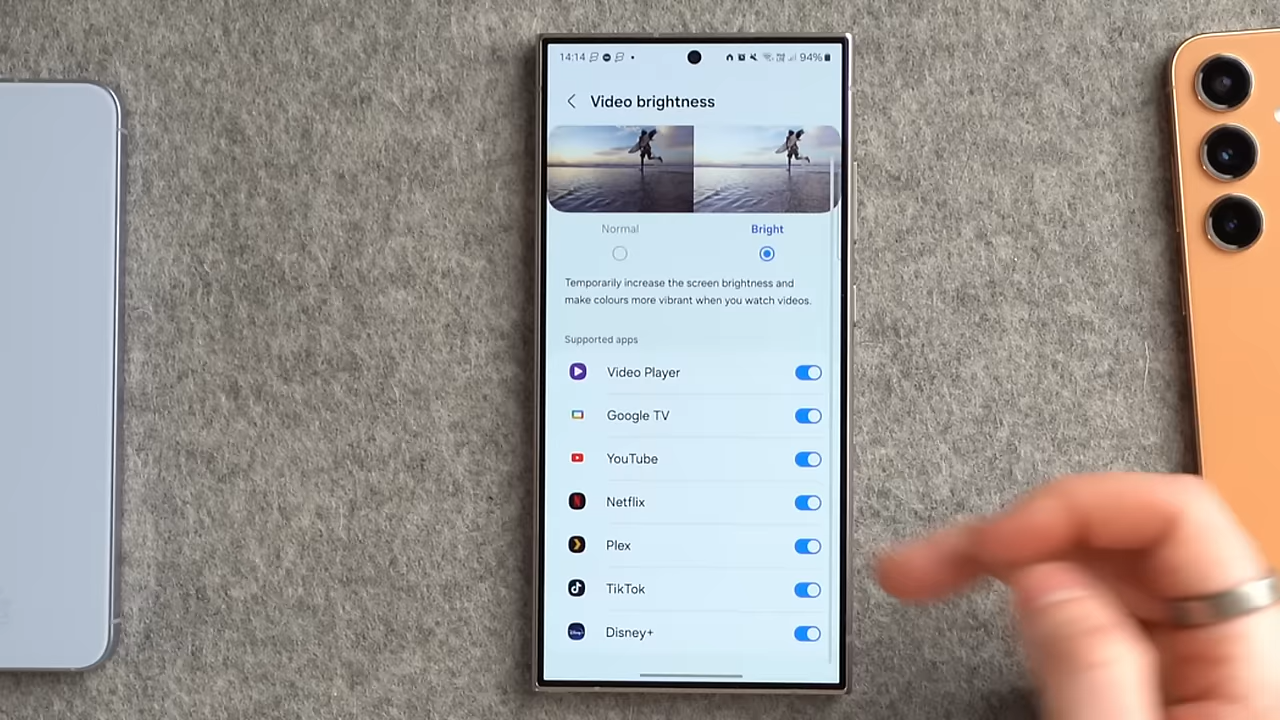 14:14 94%
Video brightness
Normal Bright
Temporarily increase the screen brightness and
make colours more vibrant when you watch videos.
Supported apps
Video Player
Google TV
YouTube
Netflix
Plex
TikTok
Disney+